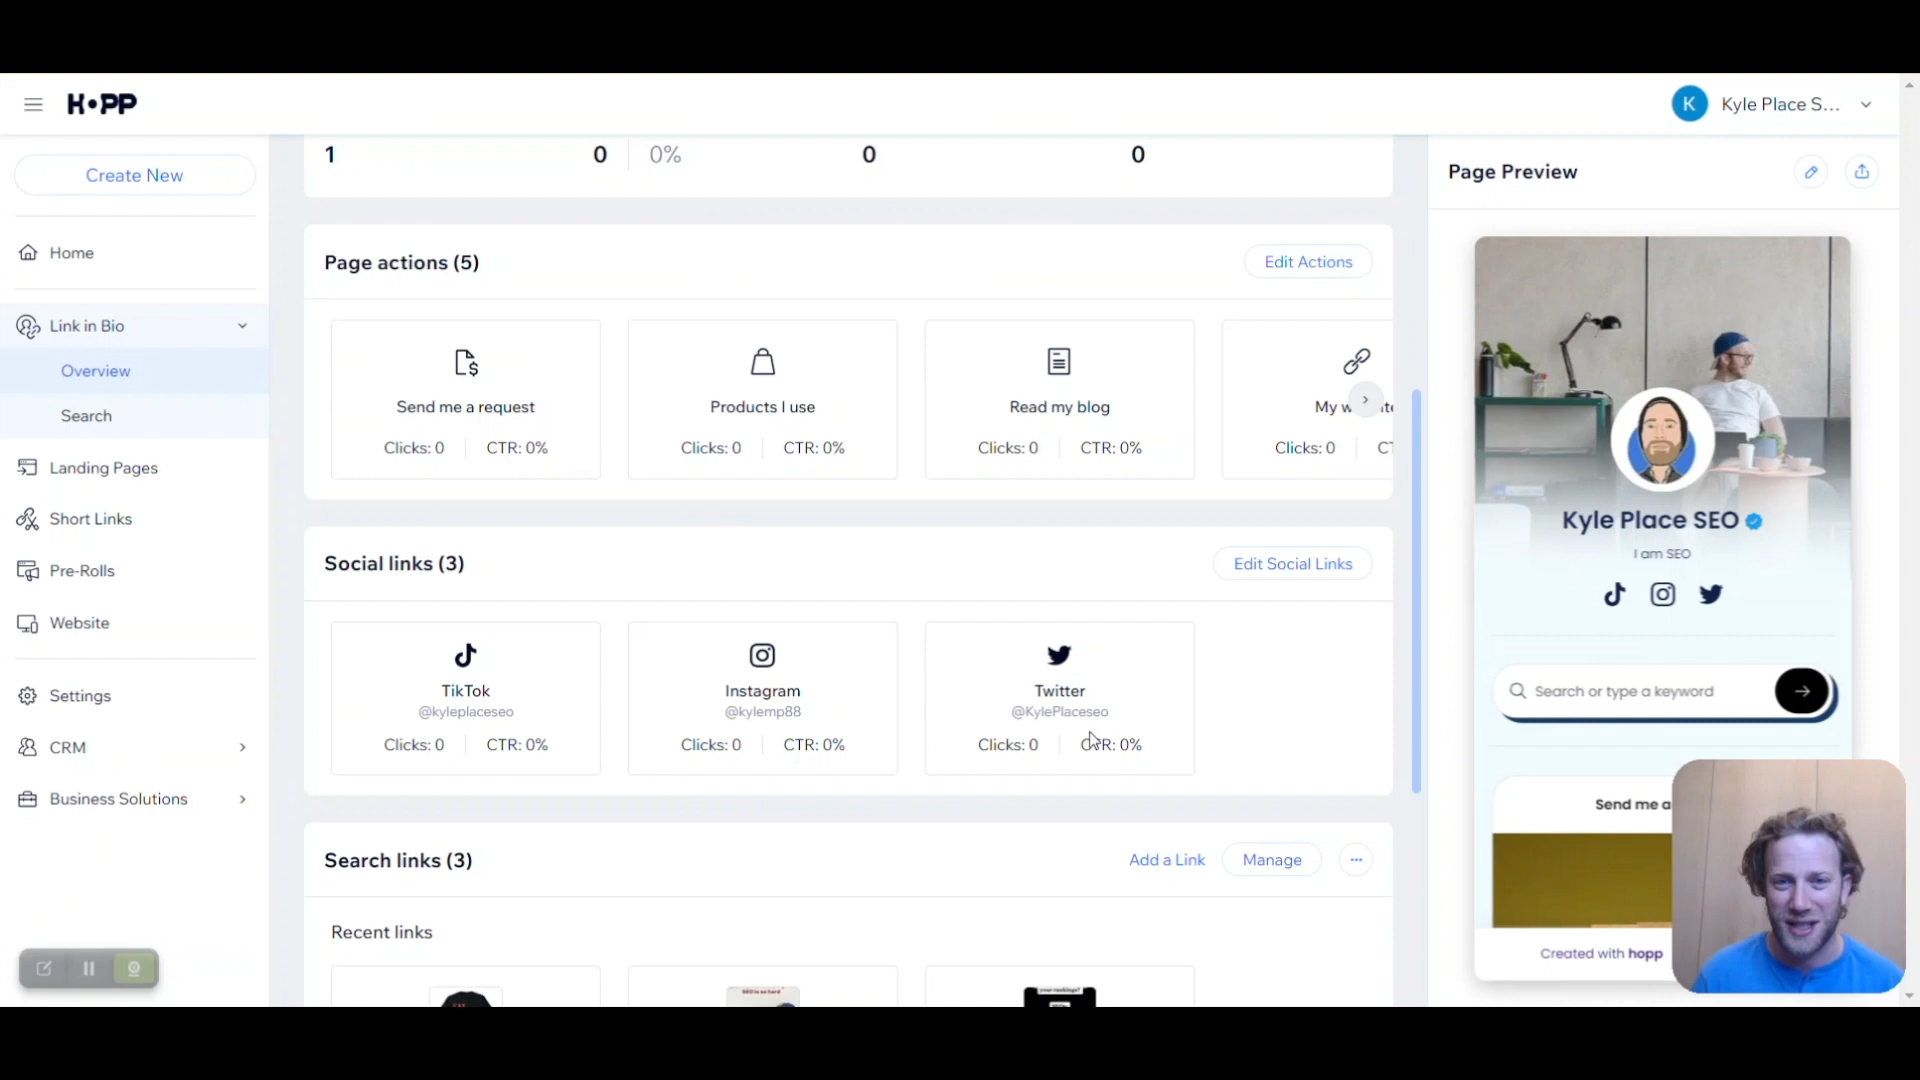 H•PP
K
Kyle Place S...
Create New
Home
Link in Bio
Overview
Search
Landing Pages
Short Links
Pre-Rolls
Website
Settings
CRM
Business Solutions
1
0
0%
0
0
Page actions (5)
Edit Actions
Send me a request
Clicks: 0
CTR: 0%
Products I use
Clicks: 0
CTR: 0%
Read my blog
Clicks: 0
CTR: 0%
My
Clicks: 0
Social links (3)
Edit Social Links
TikTok
@kyleplaceseo
Clicks: 0
CTR: 0%
Instagram
@kylemp88
Clicks: 0
CTR: 0%
Twitter
@KylePlaceseo
Clicks: 0
CTR: 0%
Search links (3)
Add a Link
Manage
Recent links
Page Preview
Kyle Place SEO
I am SEO
Search or type a keyword
Send me a
Created with hopp